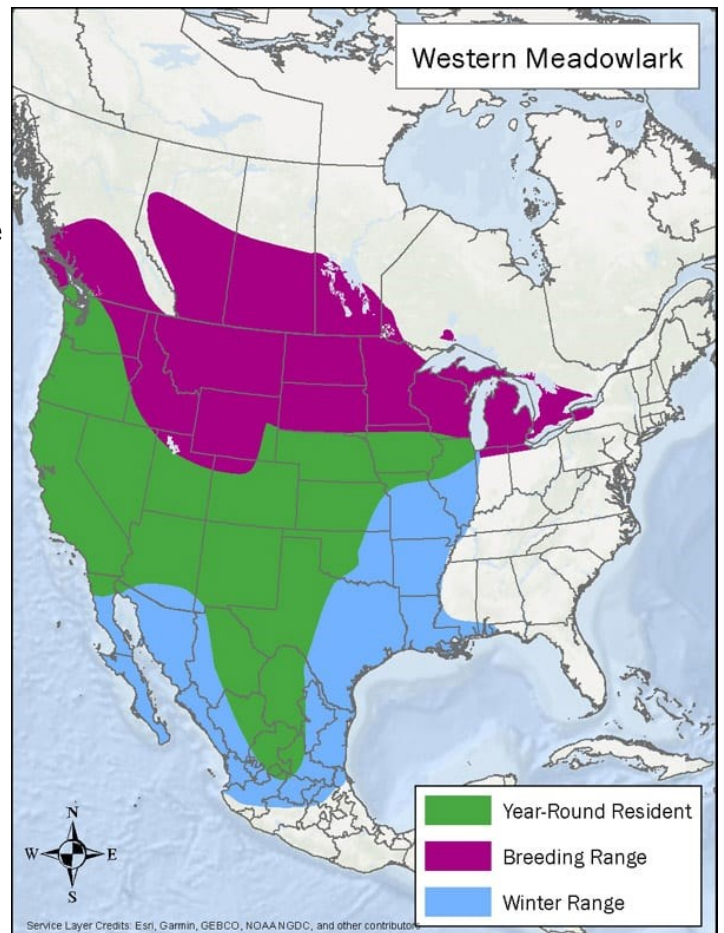 Western Meadowlark
e
N
W E
S
Year-Round Resident
Breeding Range
Winter Range
Service Layer Credits: Esri, Garmin, GEBCO, NOAA NGDC, and other contributors